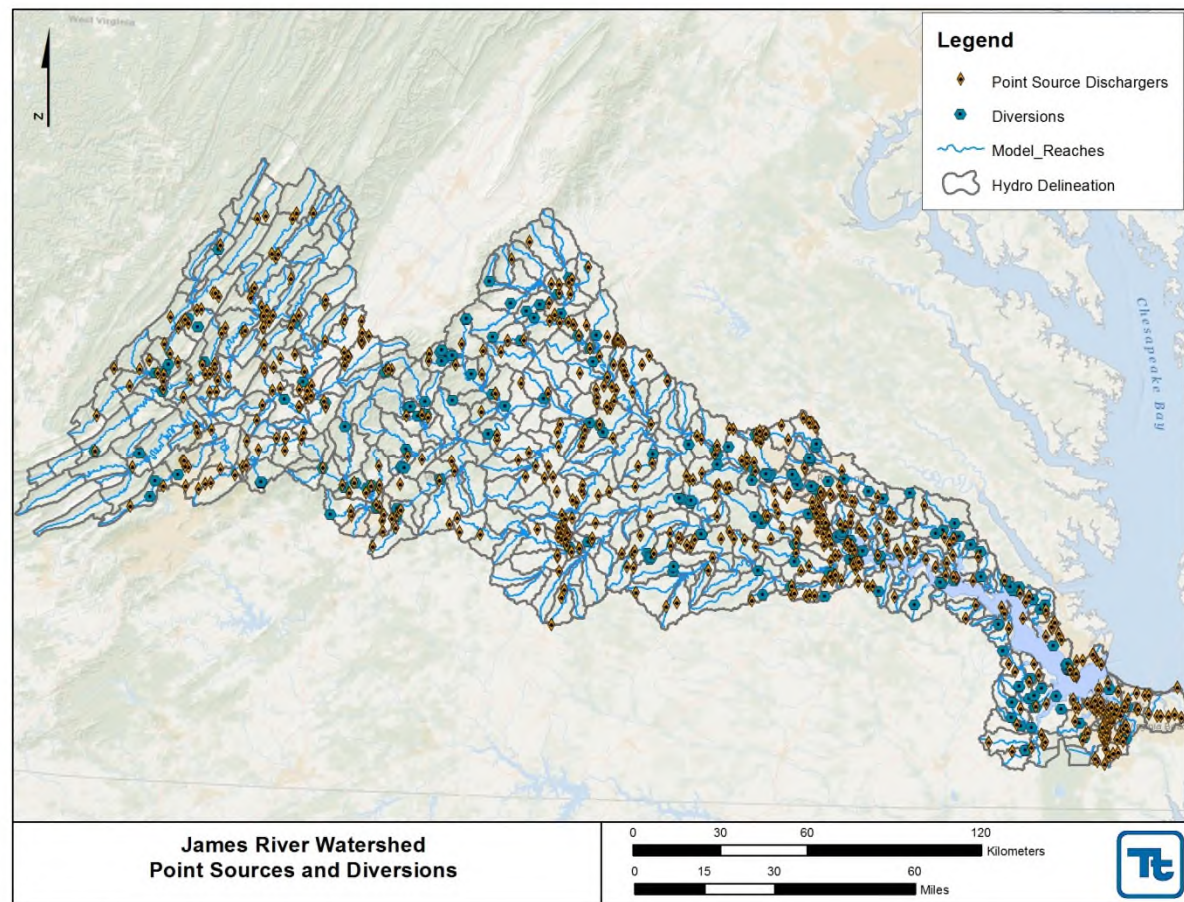 West Virginia
N
Legend
Point Source Dischargers
Diversions
Model_Reaches
Hydro Delineation
Chesapeake Bay
James River Watershed
Point Sources and Diversions
0 30 60 120
Kilometers
0 15 30 60
Miles
Tt